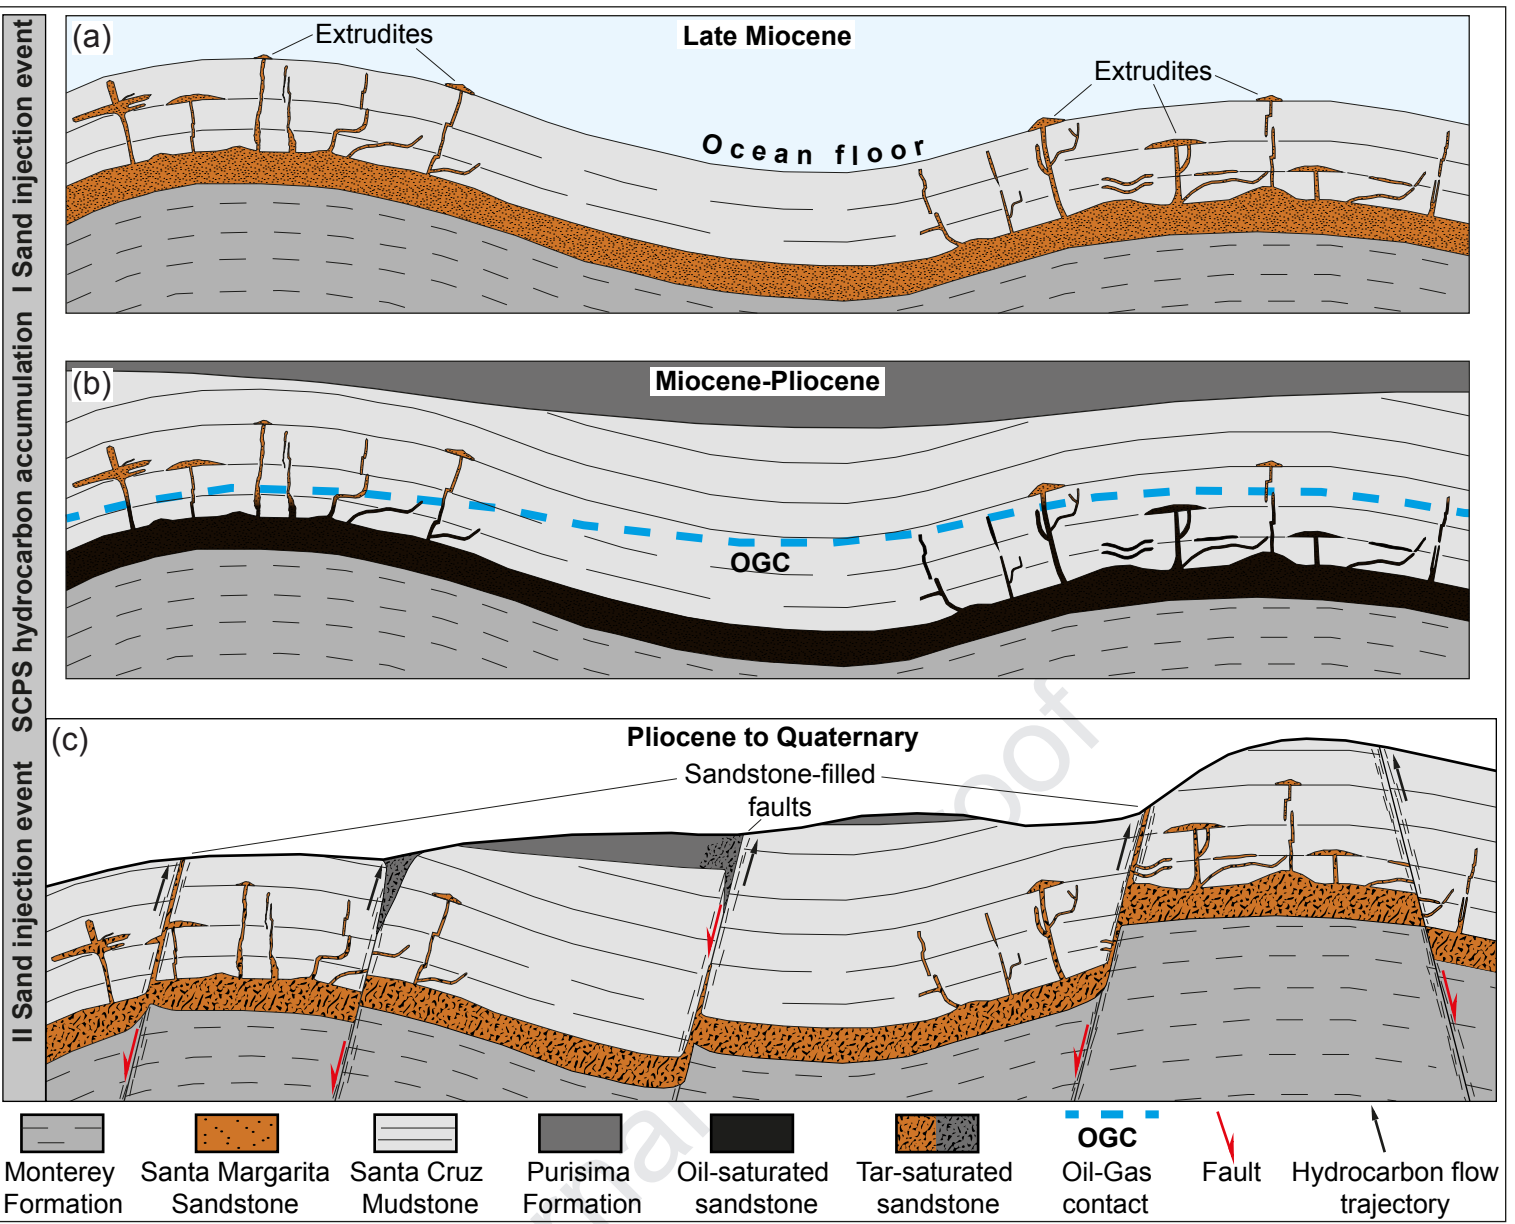 I Sand injection event
SCPS hydrocarbon accumulation
II Sand injection event
(a)
Late Miocene
Extrudites
Extrudites
Ocean floor
(b)
Miocene-Pliocene
OGC
(c)
Pliocene to Quaternary
Sandstone-filled
faults
Monterey
Formation
Santa Margarita
Sandstone
Santa Cruz
Mudstone
Purisima
Formation
Oil-saturated
sandstone
Tar-saturated
sandstone
OGC
Oil-Gas
contact
Fault
Hydrocarbon flow
trajectory